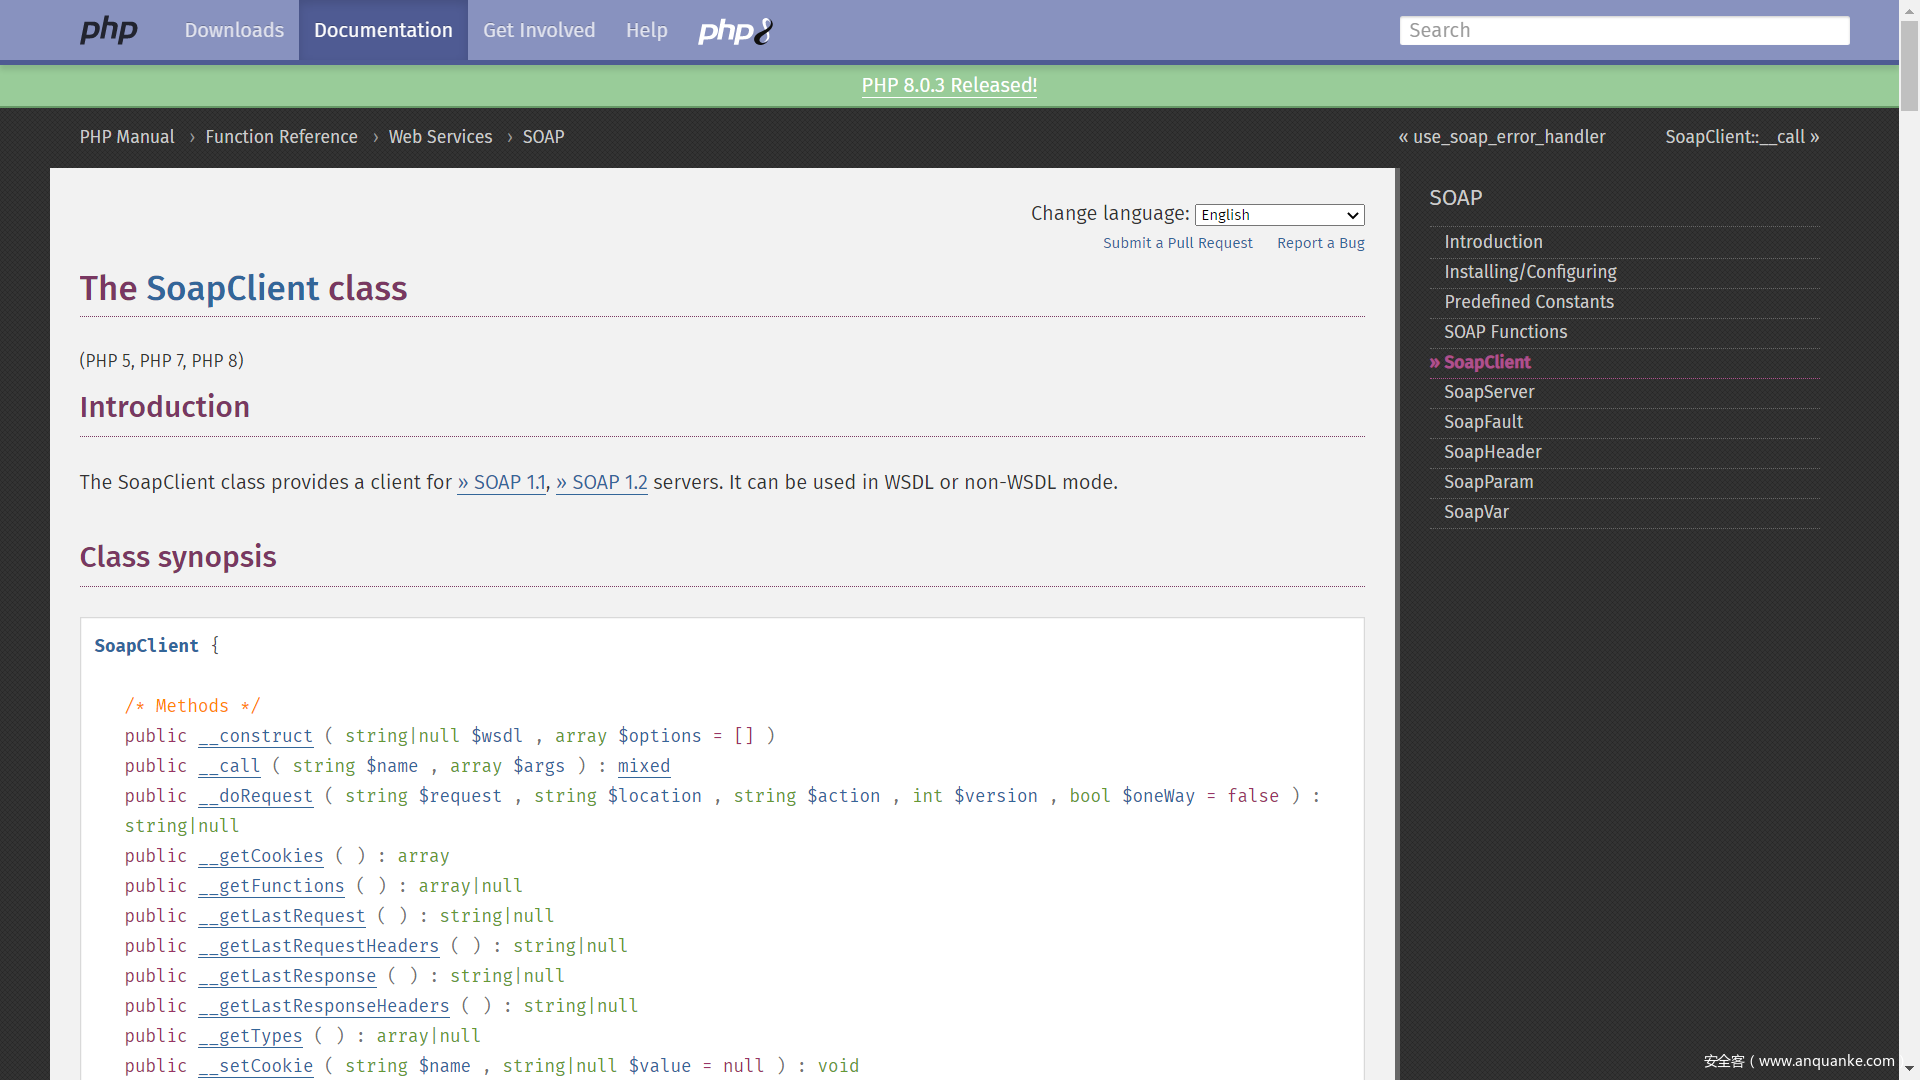 php Downloads Documentation Get Involved Help php8 Search
PHP 8.0.3 Released!
PHP Manual › Function Reference › Web Services › SOAP « use_soap_error_handler SoapClient::__call »
Change language: English
Submit a Pull Request Report a Bug
The SoapClient class
(PHP 5, PHP 7, PHP 8)
Introduction
The SoapClient class provides a client for » SOAP 1.1, » SOAP 1.2 servers. It can be used in WSDL or non-WSDL mode.
Class synopsis
SoapClient {
/* Methods */
public __construct ( string|null $wsdl , array $options = [] )
public __call ( string $name , array $args ) : mixed
public __doRequest ( string $request , string $location , string $action , int $version , bool $oneWay = false ) :
string|null
public __getCookies ( ) : array
public __getFunctions ( ) : array|null
public __getLastRequest ( ) : string|null
public __getLastRequestHeaders ( ) : string|null
public __getLastResponse ( ) : string|null
public __getLastResponseHeaders ( ) : string|null
public __getTypes ( ) : array|null
public __setCookie ( string $name , string|null $value = null ) : void
SOAP
Introduction
Installing/Configuring
Predefined Constants
SOAP Functions
» SoapClient
SoapServer
SoapFault
SoapHeader
SoapParam
SoapVar
安全客 ( www.anquanke.com